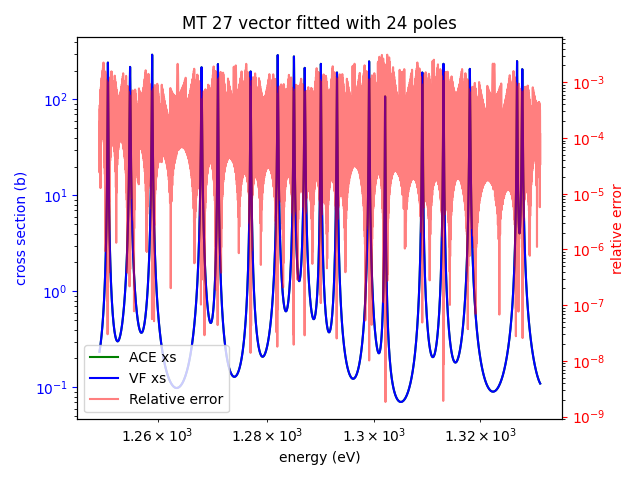 MT 27 vector fitted with 24 poles
cross section (b)
10²
10¹
10⁰
10⁻¹
10⁻³
10⁻⁴
10⁻⁵
10⁻⁶
10⁻⁷
10⁻⁸
10⁻⁹
relative error
ACE xs
VF xs
Relative error
1.26 × 10³ 1.28 × 10³ 1.3 × 10³ 1.32 × 10³
energy (eV)